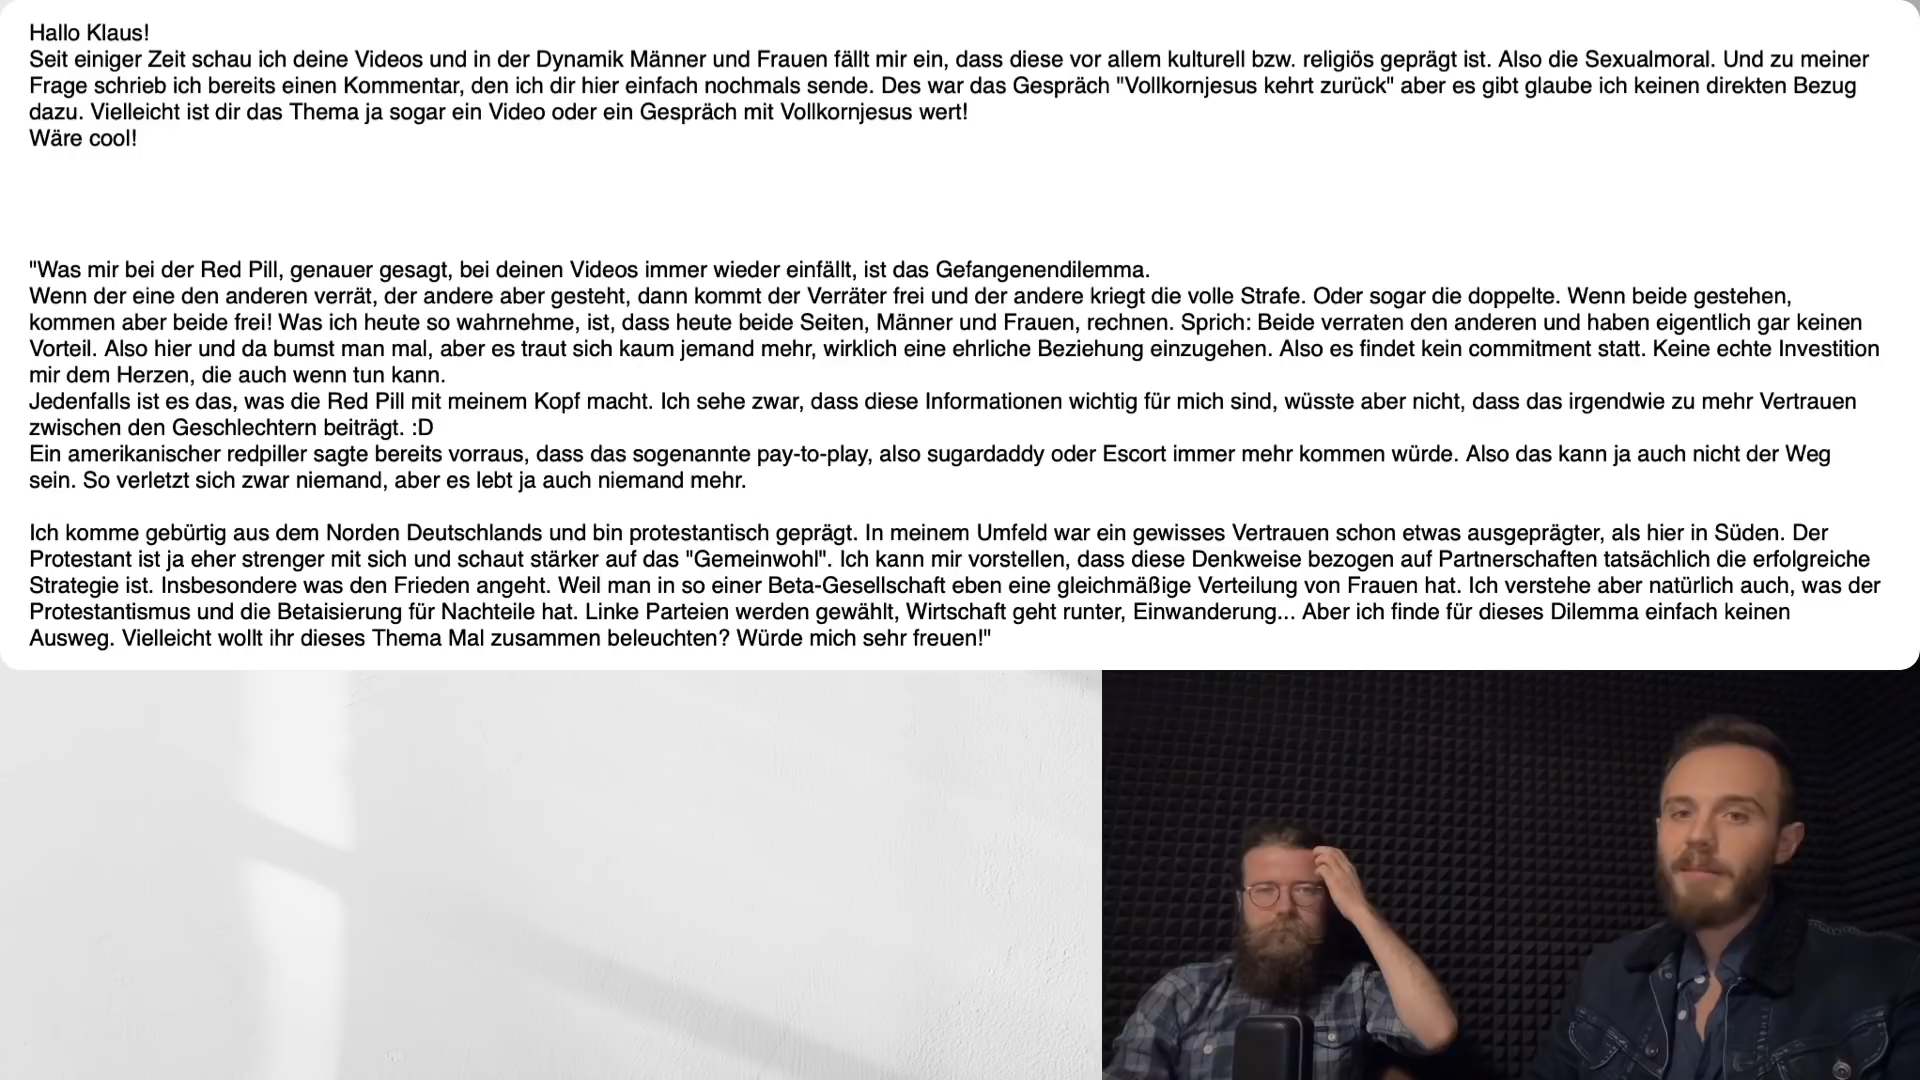 Hallo Klaus!
Seit einiger Zeit schau ich deine Videos und in der Dynamik Männer und Frauen fällt mir ein, dass diese vor allem kulturell bzw. religiös geprägt ist. Also die Sexualmoral. Und zu meiner
Frage schrieb ich bereits einen Kommentar, den ich dir hier einfach nochmals sende. Des war das Gespräch "Vollkornjesus kehrt zurück" aber es gibt glaube ich keinen direkten Bezug
dazu. Vielleicht ist dir das Thema ja sogar ein Video oder ein Gespräch mit Vollkornjesus wert!
Wäre cool!
"Was mir bei der Red Pill, genauer gesagt, bei deinen Videos immer wieder einfällt, ist das Gefangenendilemma.
Wenn der eine den anderen verrät, der andere aber gesteht, dann kommt der Verräter frei und der andere kriegt die volle Strafe. Oder sogar die doppelte. Wenn beide gestehen,
kommen aber beide frei! Was ich heute so wahrnehme, ist, dass heute beide Seiten, Männer und Frauen, rechnen. Sprich: Beide verraten den anderen und haben eigentlich gar keinen
Vorteil. Also hier und da bumst man mal, aber es traut sich kaum jemand mehr, wirklich eine ehrliche Beziehung einzugehen. Also es findet kein commitment statt. Keine echte Investition
mir dem Herzen, die auch wenn tun kann.
Jedenfalls ist es das, was die Red Pill mit meinem Kopf macht. Ich sehe zwar, dass diese Informationen wichtig für mich sind, wüsste aber nicht, dass das irgendwie zu mehr Vertrauen
zwischen den Geschlechtern beiträgt. :D
Ein amerikanischer redpiller sagte bereits vorraus, dass das sogenannte pay-to-play, also sugardaddy oder Escort immer mehr kommen würde. Also das kann ja auch nicht der Weg
sein. So verletzt sich zwar niemand, aber es lebt ja auch niemand mehr.
Ich komme gebürtig aus dem Norden Deutschlands und bin protestantisch geprägt. In meinem Umfeld war ein gewisses Vertrauen schon etwas ausgeprägter, als hier in Süden. Der
Protestant ist ja eher strenger mit sich und schaut stärker auf das "Gemeinwohl". Ich kann mir vorstellen, dass diese Denkweise bezogen auf Partnerschaften tatsächlich die erfolgreiche
Strategie ist. Insbesondere was den Frieden angeht. Weil man in so einer Beta-Gesellschaft eben eine gleichmäßige Verteilung von Frauen hat. Ich verstehe aber natürlich auch, was der
Protestantismus und die Betaisierung für Nachteile hat. Linke Parteien werden gewählt, Wirtschaft geht runter, Einwanderung... Aber ich finde für dieses Dilemma einfach keinen
Ausweg. Vielleicht wollt ihr dieses Thema Mal zusammen beleuchten? Würde mich sehr freuen!"